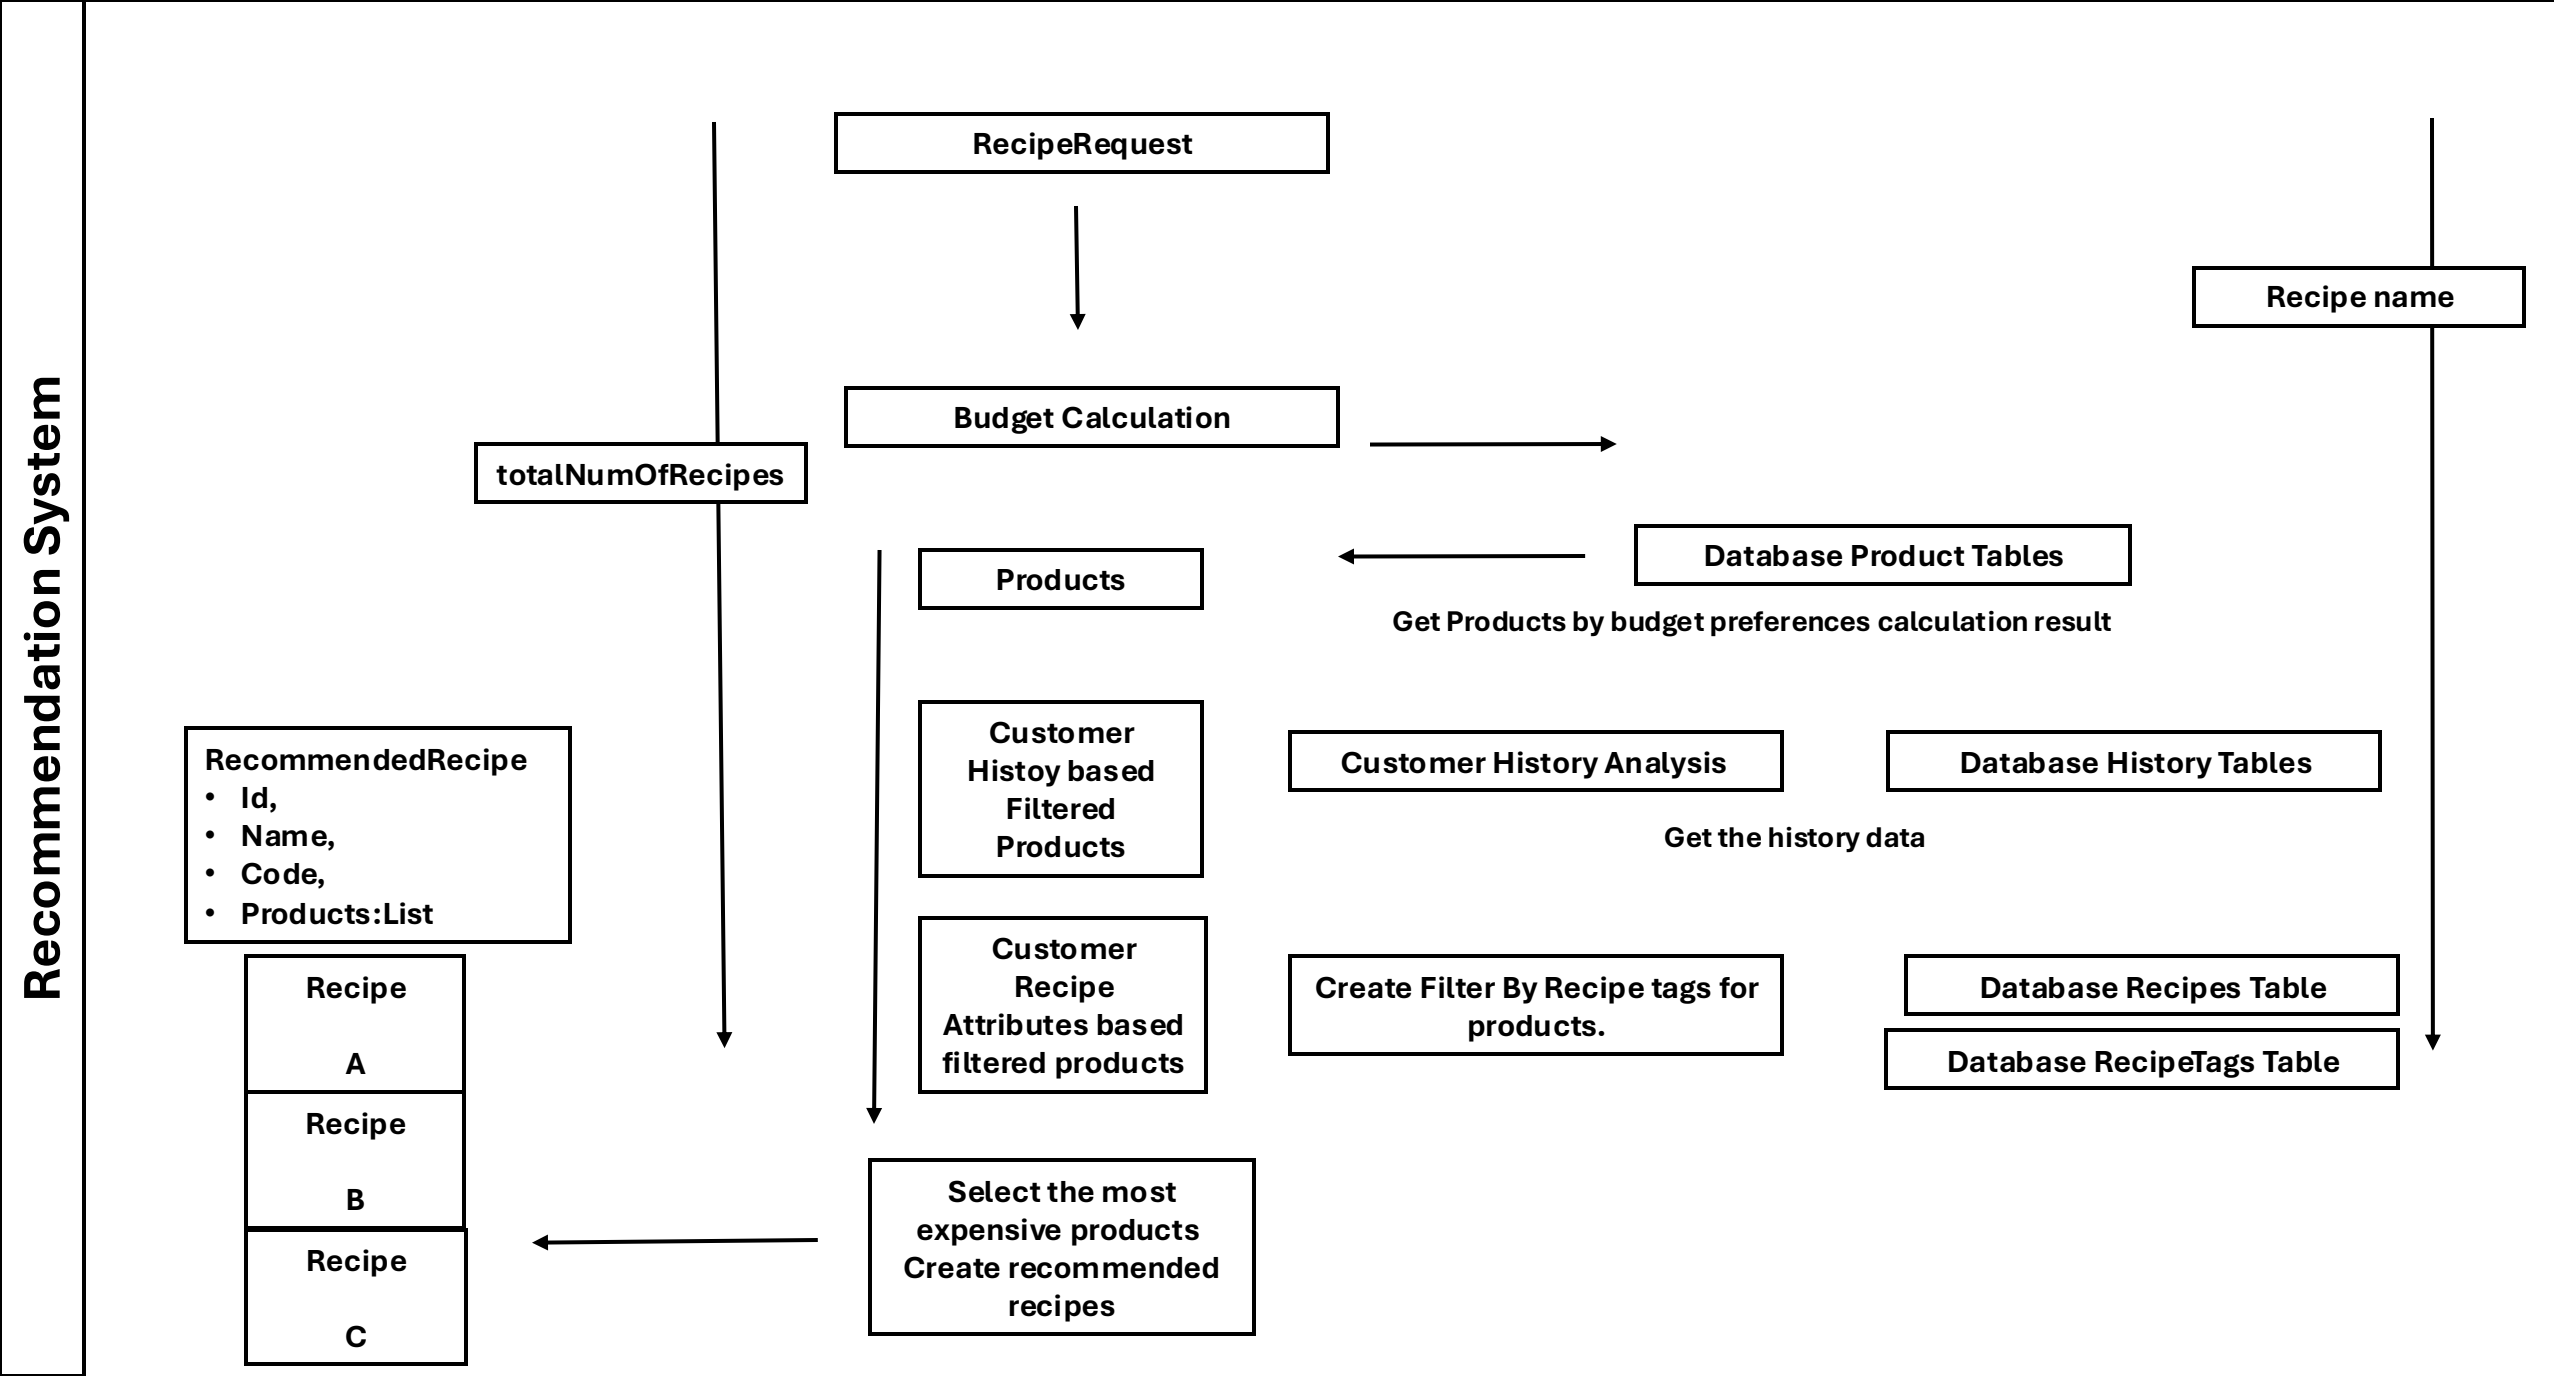 Recommendation System
RecipeRequest
Recipe name
Budget Calculation
totalNumOfRecipes
Database Product Tables
Products
Get Products by budget preferences calculation result
Customer
Histoy based
Filtered
Products
Customer History Analysis
Database History Tables
Get the history data
RecommendedRecipe
• Id,
• Name,
• Code,
• Products:List
Customer
Recipe
Attributes based
filtered products
Create Filter By Recipe tags for
products.
Database Recipes Table
Database RecipeTags Table
Recipe
A
Recipe
B
Recipe
C
Select the most
expensive products
Create recommended
recipes